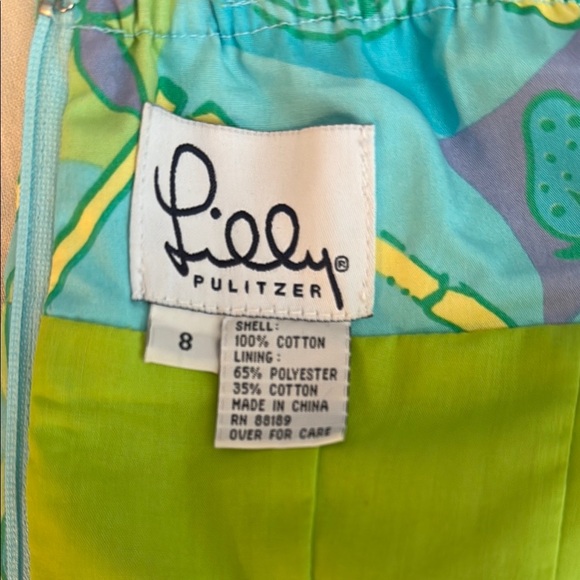 Lilly®
PULITZER
8
SHELL:
100% COTTON
LINING:
65% POLYESTER
35% COTTON
MADE IN CHINA
RN 88189
OVER FOR CARE